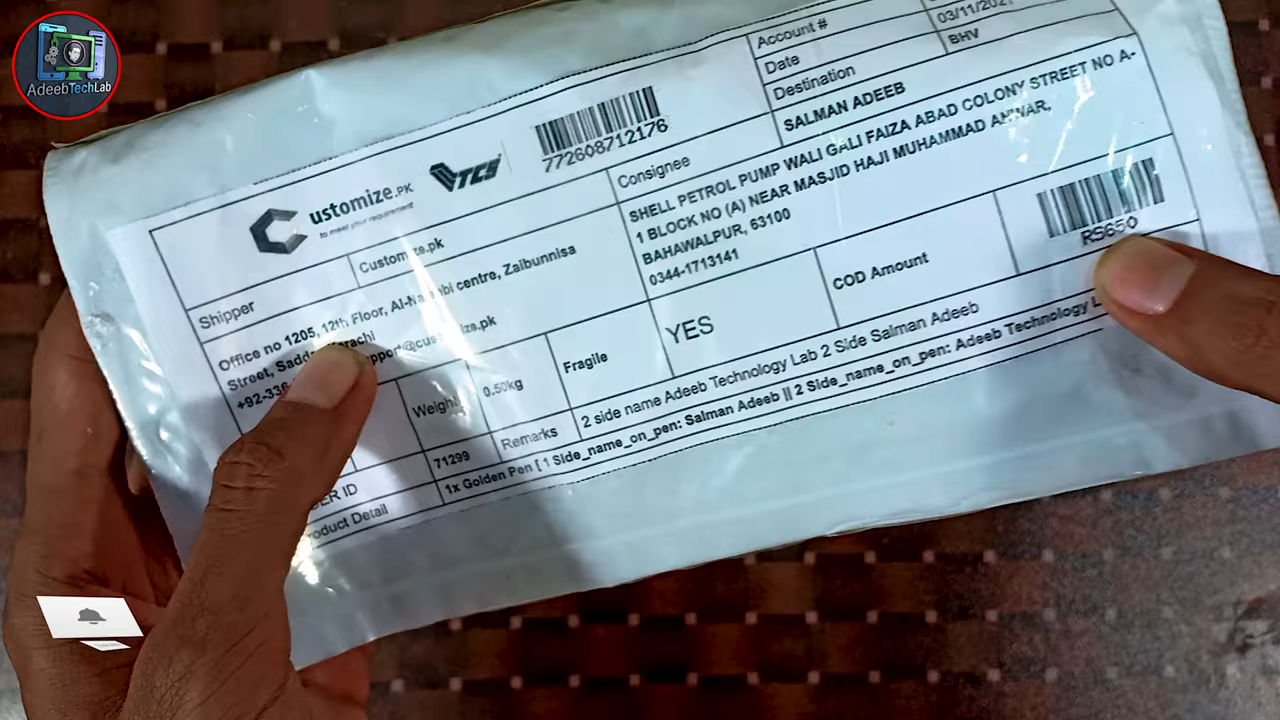 AdeebTechLab
Customize.PK
to meet your requirement
TCS
772608712176
Account #
Date
03/11/202
Destination
BHV
Shipper
Customize.pk
Office no 1205, 12th Floor, centre, Zaibunnisa
Street,
+92-336
Consignee
SALMAN ADEEB
SHELL PETROL PUMP WALI GALI FAIZA ABAD COLONY STREET NO A-
1 BLOCK NO (A) NEAR MASJID HAJI MUHAMMAD ANWAR,
BAHAWALPUR, 63100
0344-1713141
Weight
0.50kg
Fragile
YES
COD Amount
RS650
ER ID
71299
Remarks
2 side name Adeeb Technology Lab 2 Side Salman Adeeb
roduct Detail
1x Golden Pen [ 1 Side_name_on_pen: Salman Adeeb || 2 Side_name_on_pen: Adeeb Technology